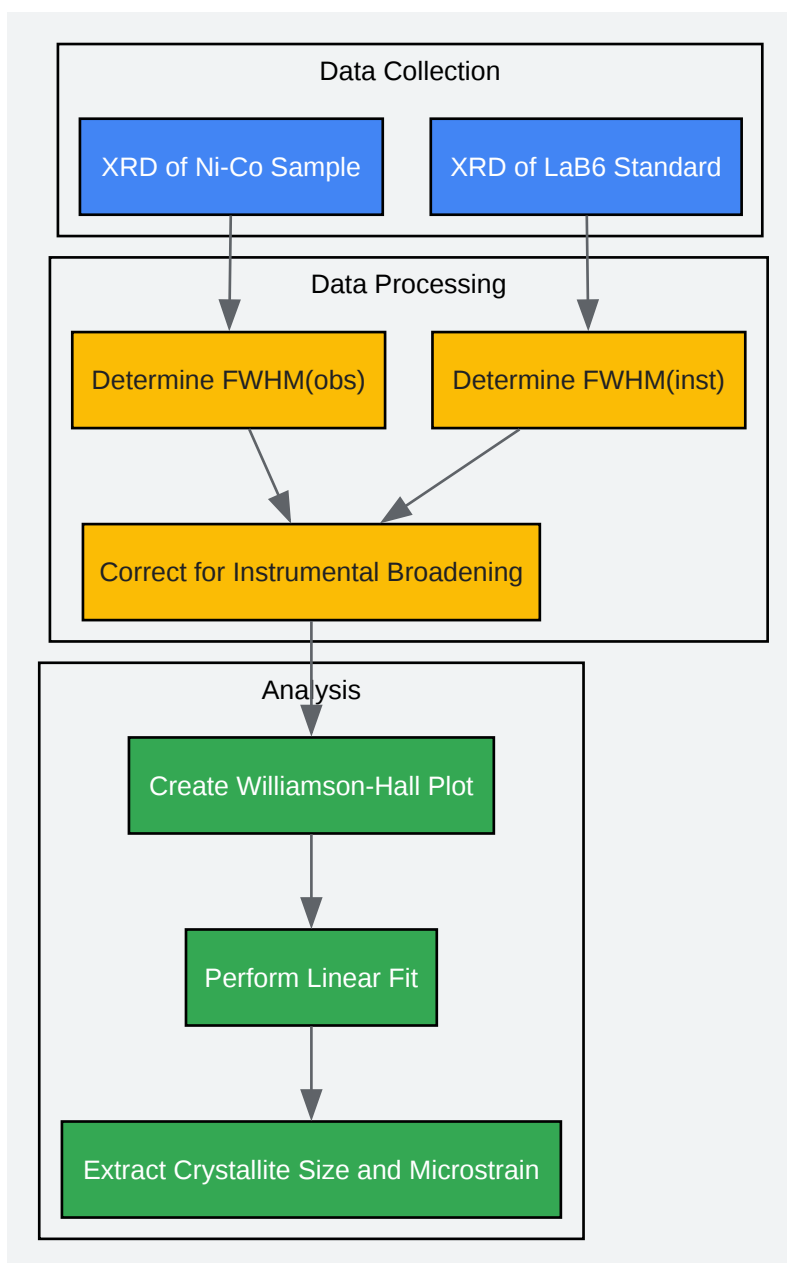 Data Collection
XRD of Ni-Co Sample
XRD of LaB6 Standard
Data Processing
Determine FWHM(obs)
Determine FWHM(inst)
Correct for Instrumental Broadening
Analysis
Create Williamson-Hall Plot
Perform Linear Fit
Extract Crystallite Size and Microstrain